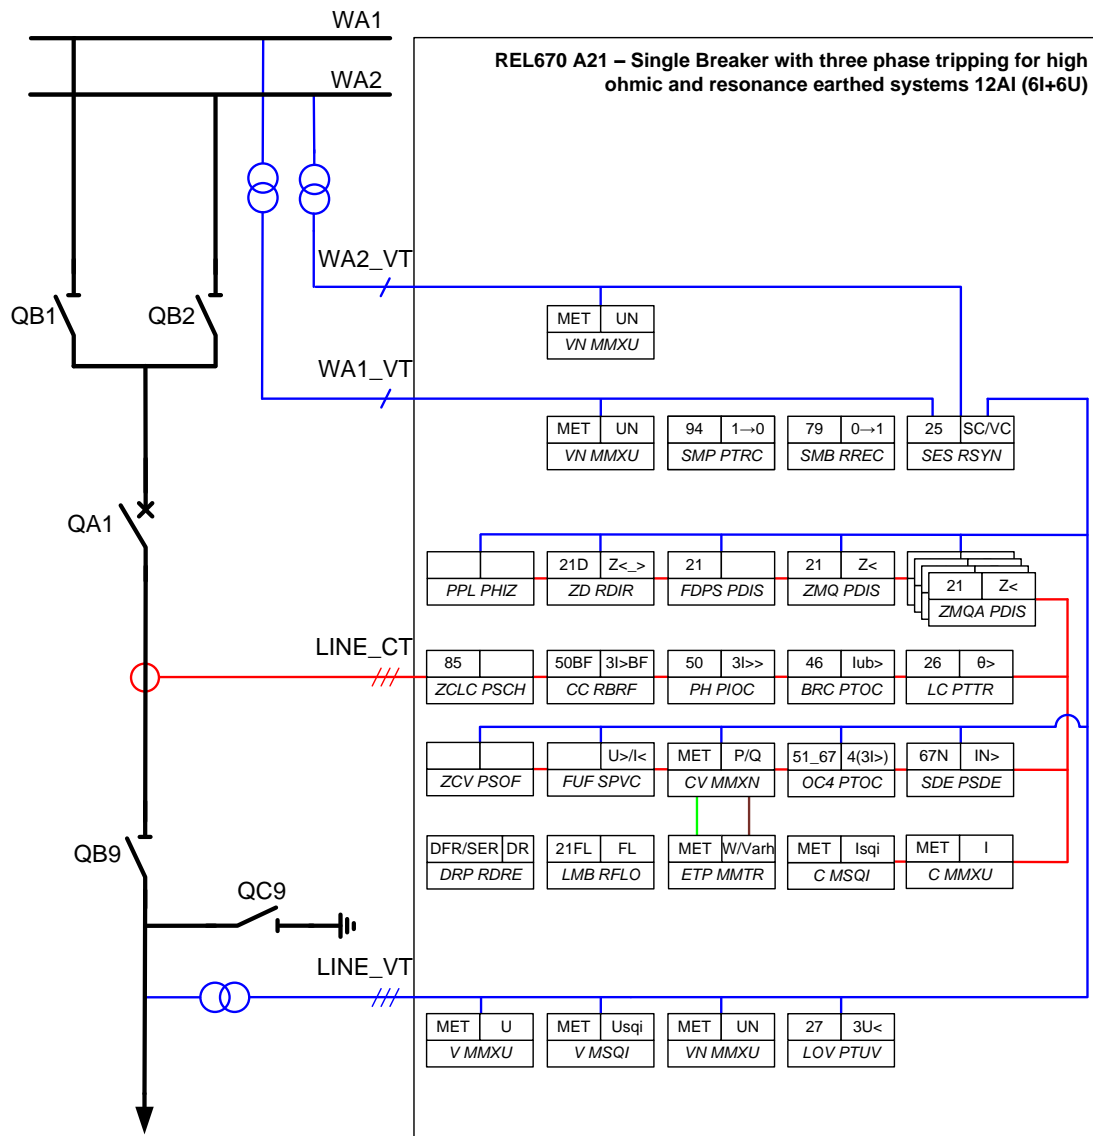 WA1
REL670 A21 – Single Breaker with three phase tripping for high
ohmic and resonance earthed systems 12AI (6I+6U)
WA2
WA2_VT
QB1
QB2
MET UN
VN MMXU
WA1_VT
MET UN
VN MMXU
94 1→0
SMP PTRC
79 0→1
SMB RREC
25 SC/VC
SES RSYN
QA1
PPL PHIZ
21D Z<_>
ZD RDIR
21
FDPS PDIS
21 Z<
ZMQ PDIS
21 Z<
ZMQA PDIS
LINE_CT
85
ZCLC PSCH
50BF 3I>BF
CC RBRF
50 3I>>
PH PIOC
46 Iub>
BRC PTOC
26 θ>
LC PTTR
ZCV PSOF
U>/I<
FUF SPVC
MET P/Q
CV MMXN
51_67 4(3I>)
OC4 PTOC
67N IN>
SDE PSDE
QB9
DFR/SER DR
DRP RDRE
21FL FL
LMB RFLO
MET W/Varh
ETP MMTR
MET Isqi
C MSQI
MET I
C MMXU
QC9
LINE_VT
MET U
V MMXU
MET Usqi
V MSQI
MET UN
VN MMXU
27 3U<
LOV PTUV